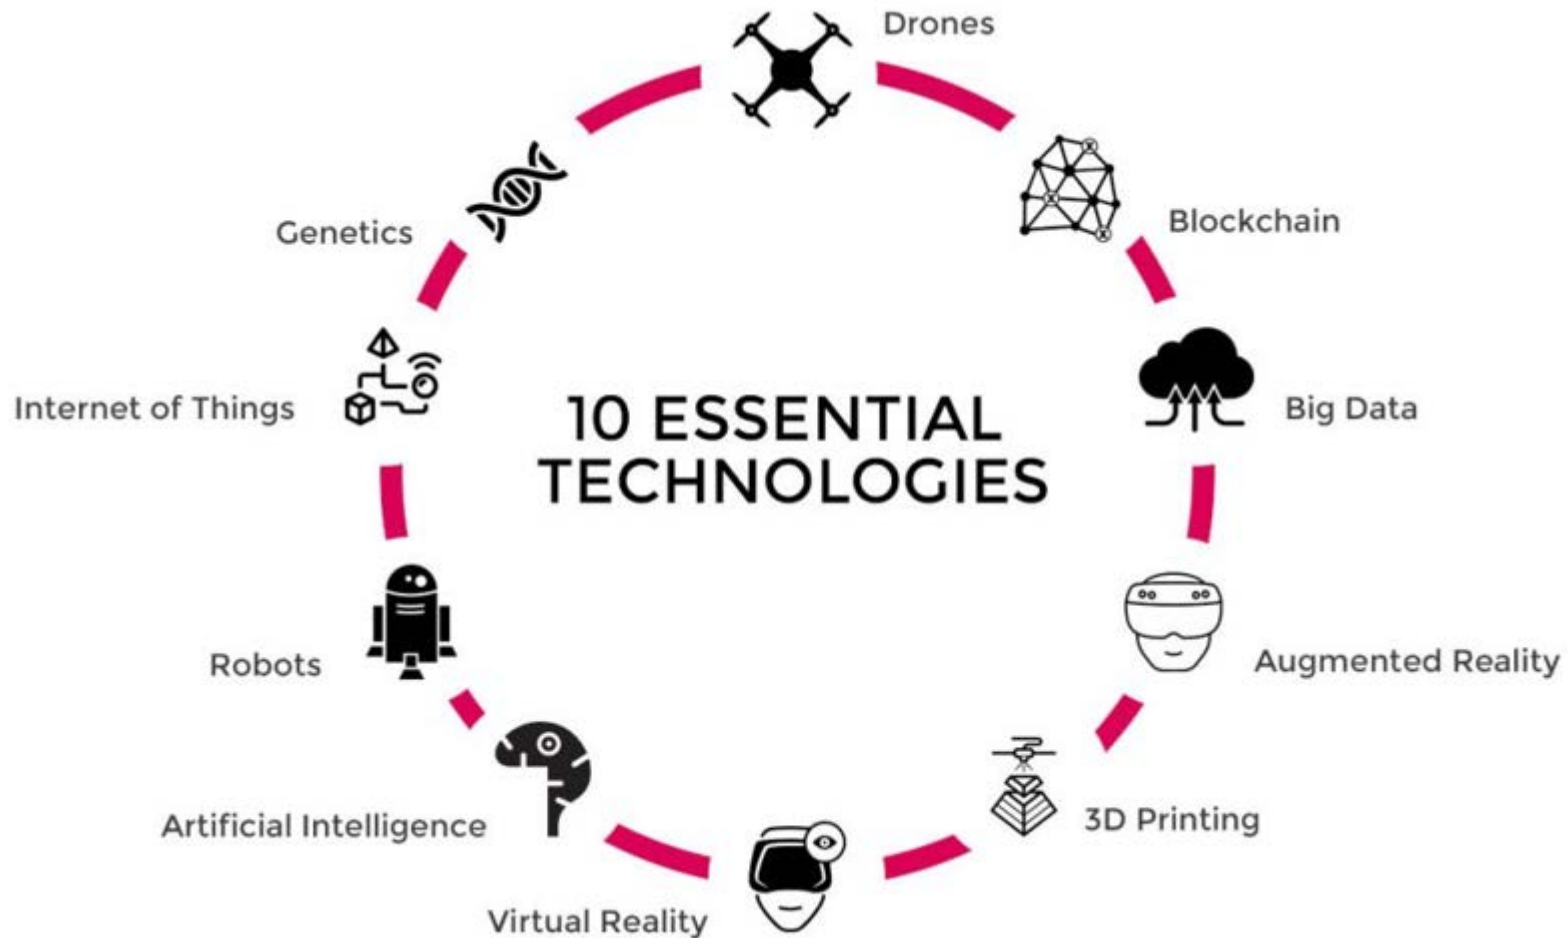 Drones
Blockchain
Genetics
Internet of Things
10 ESSENTIAL
TECHNOLOGIES
Big Data
Robots
Augmented Reality
Artificial Intelligence
3D Printing
Virtual Reality